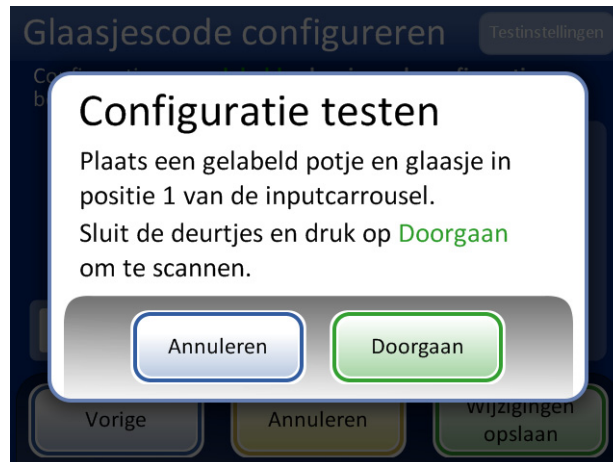 Glaasjescode configureren
Testinstellingen
Configuratie testen
Plaats een gelabeld potje en glaasje in
positie 1 van de inputcarrousel.
Sluit de deurtjes en druk op Doorgaan
om te scannen.
Annuleren
Doorgaan
Vorige
Annuleren
Wijzigingen
opslaan